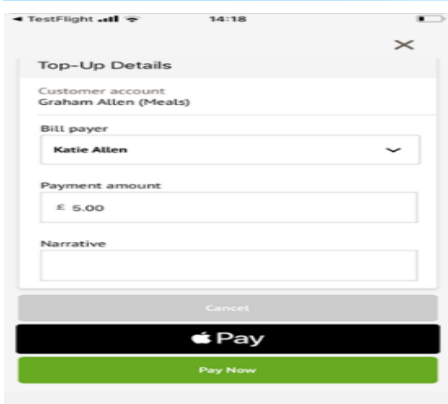 TestFlight 14:18
Top-Up Details
Customer account
Graham Allen (Meals)
Bill payer
Katie Allen
Payment amount
£ 5.00
Narrative
Cancel
Pay
Pay Now